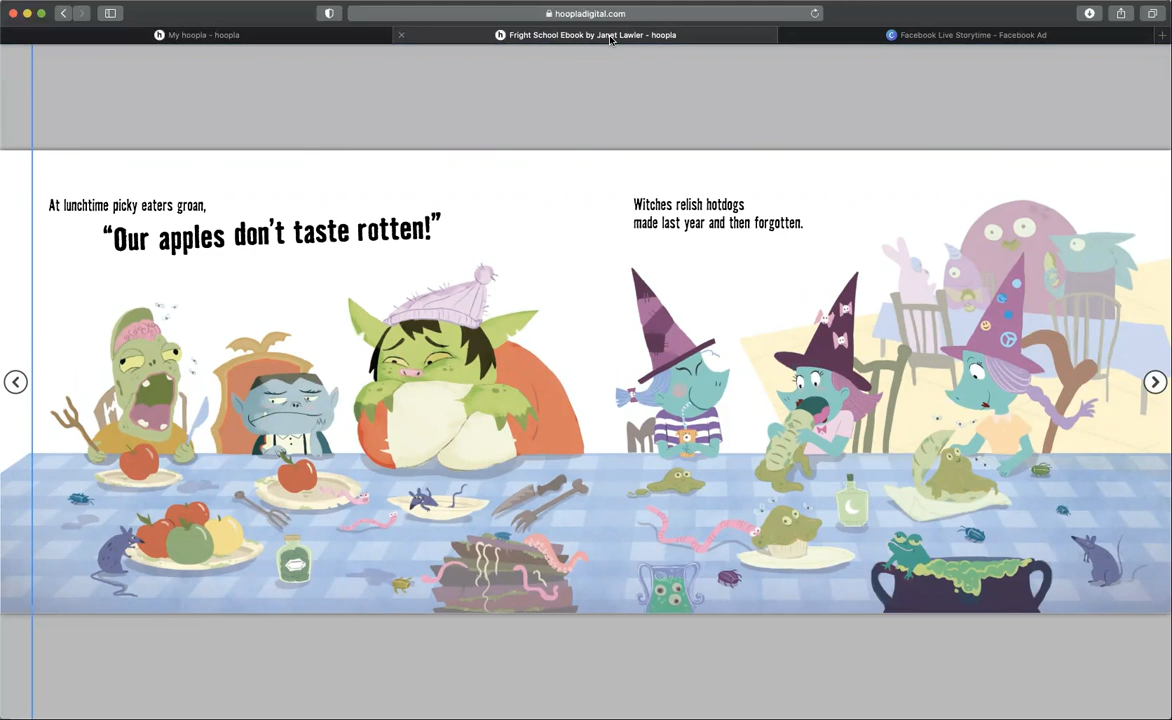 hoopladigital.com
My hoopla - hoopla
Fright School Ebook by Janet Lawler - hoopla
Facebook Live Storytime - Facebook Ad
At lunchtime picky eaters groan,
“Our apples don’t taste rotten!”
Witches relish hotdogs
made last year and then forgotten.